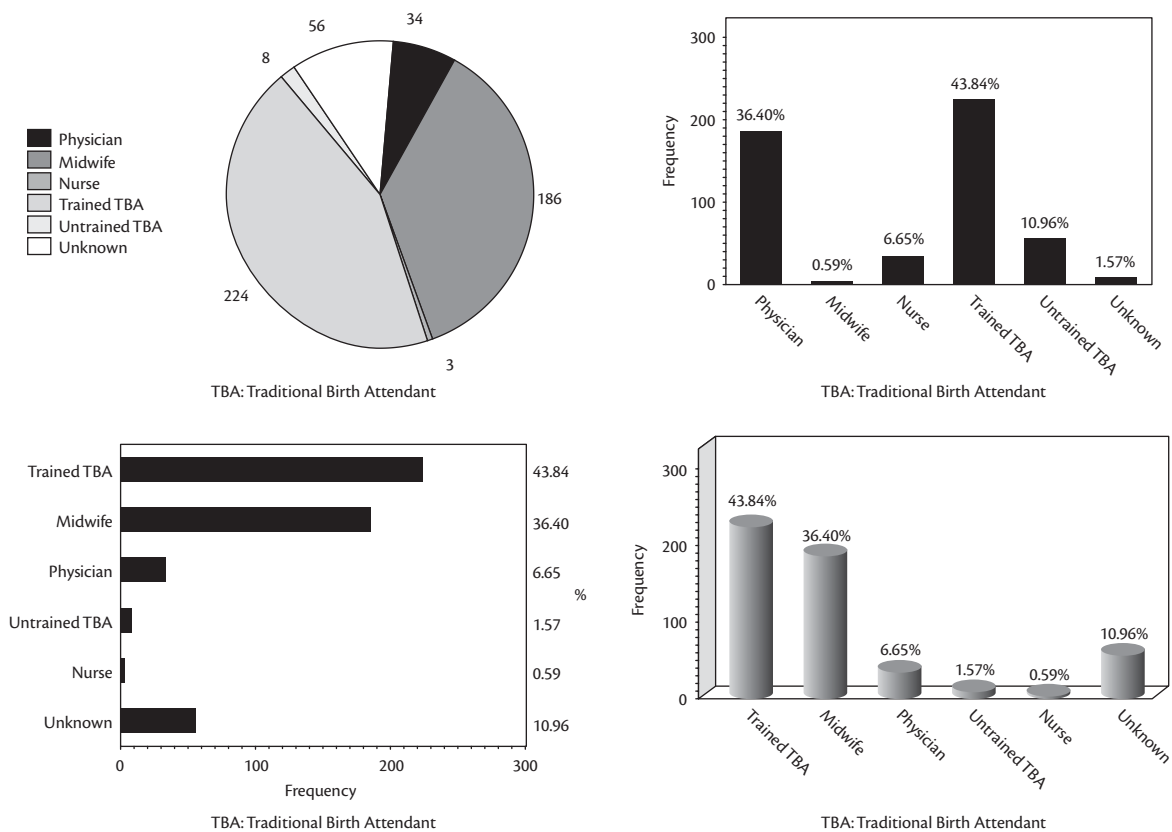 56
34
8
Physician
Midwife
Nurse
Trained TBA
Untrained TBA
Unknown
186
224
3
TBA: Traditional Birth Attendant
300
200
100
0
Frequency
36.40%
0.59%
6.65%
43.84%
10.96%
1.57%
Physician
Midwife
Nurse
Trained TBA
Untrained TBA
Unknown
TBA: Traditional Birth Attendant
Trained TBA 43.84
Midwife 36.40
Physician 6.65
%
Untrained TBA 1.57
Nurse 0.59
Unknown 10.96
0 100 200 300
Frequency
TBA: Traditional Birth Attendant
300
200
100
0
Frequency
43.84%
36.40%
6.65%
1.57%
0.59%
10.96%
Trained TBA
Midwife
Physician
Untrained TBA
Nurse
Unknown
TBA: Traditional Birth Attendant